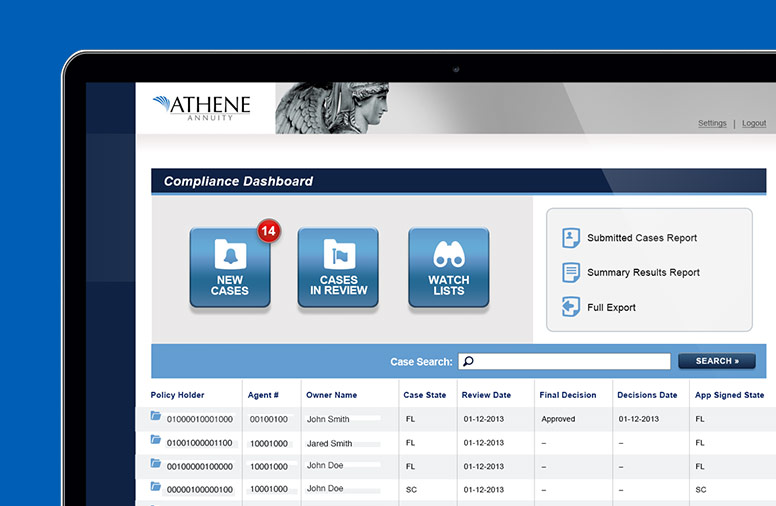 ATHENE
ANNUITY
Settings | Logout
Compliance Dashboard
14
NEW
CASES
CASES
IN REVIEW
WATCH
LISTS
Submitted Cases Report
Summary Results Report
Full Export
Case Search:
SEARCH »
Policy Holder Agent # Owner Name Case State Review Date Final Decision Decisions Date App Signed State
01000010001000 00100100 John Smith FL 01-12-2013 Approved 01-12-2013 FL
01001000001100 10001000 Jared Smith FL 01-12-2013 – – FL
00100000100000 10001000 John Doe FL 01-12-2013 – – FL
00000100000100 10001000 John Doe SC 01-12-2013 – – SC